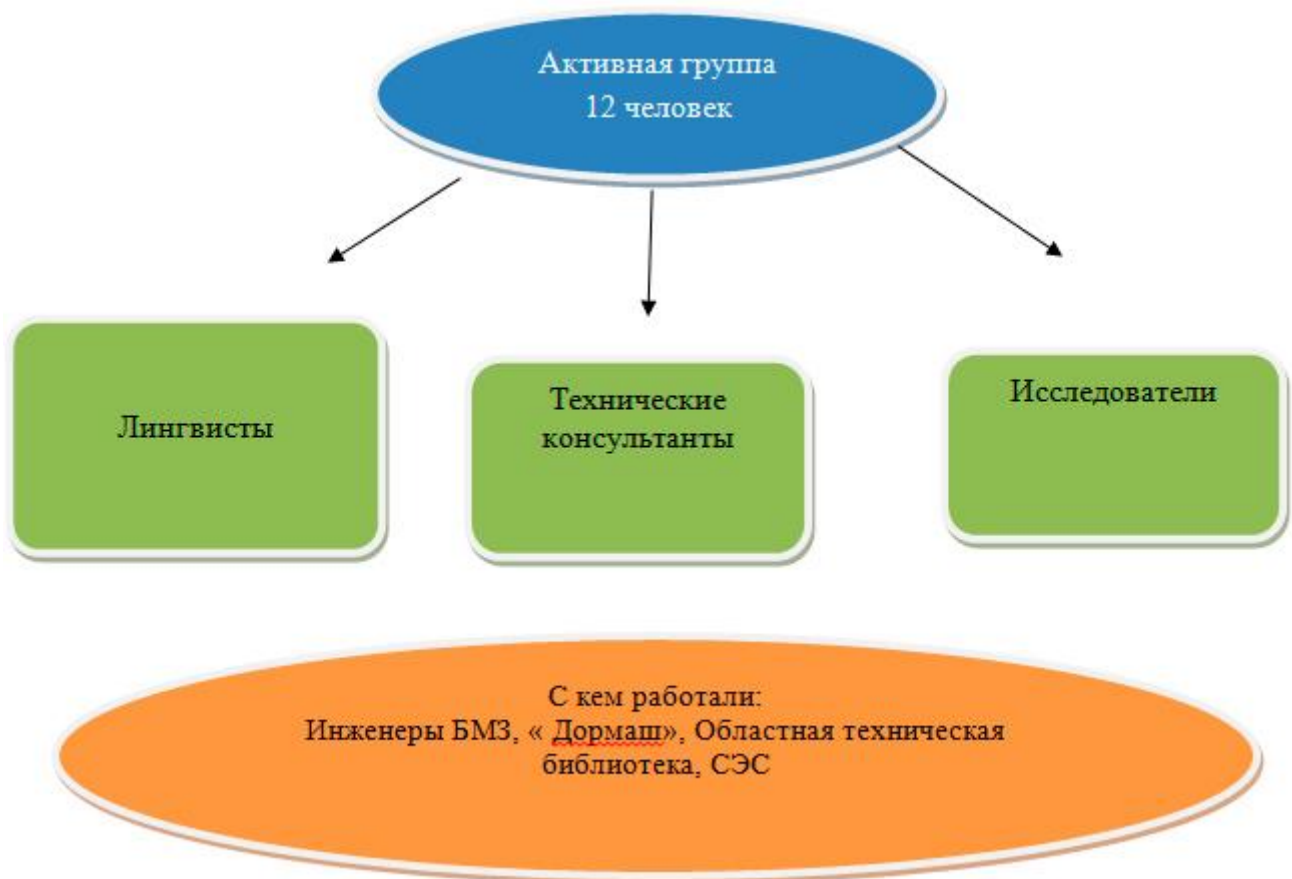 Активная группа
12 человек
Лингвисты
Технические
консультанты
Исследователи
С кем работали:
Инженеры БМЗ, « Дормаш», Областная техническая
библиотека, СЭС